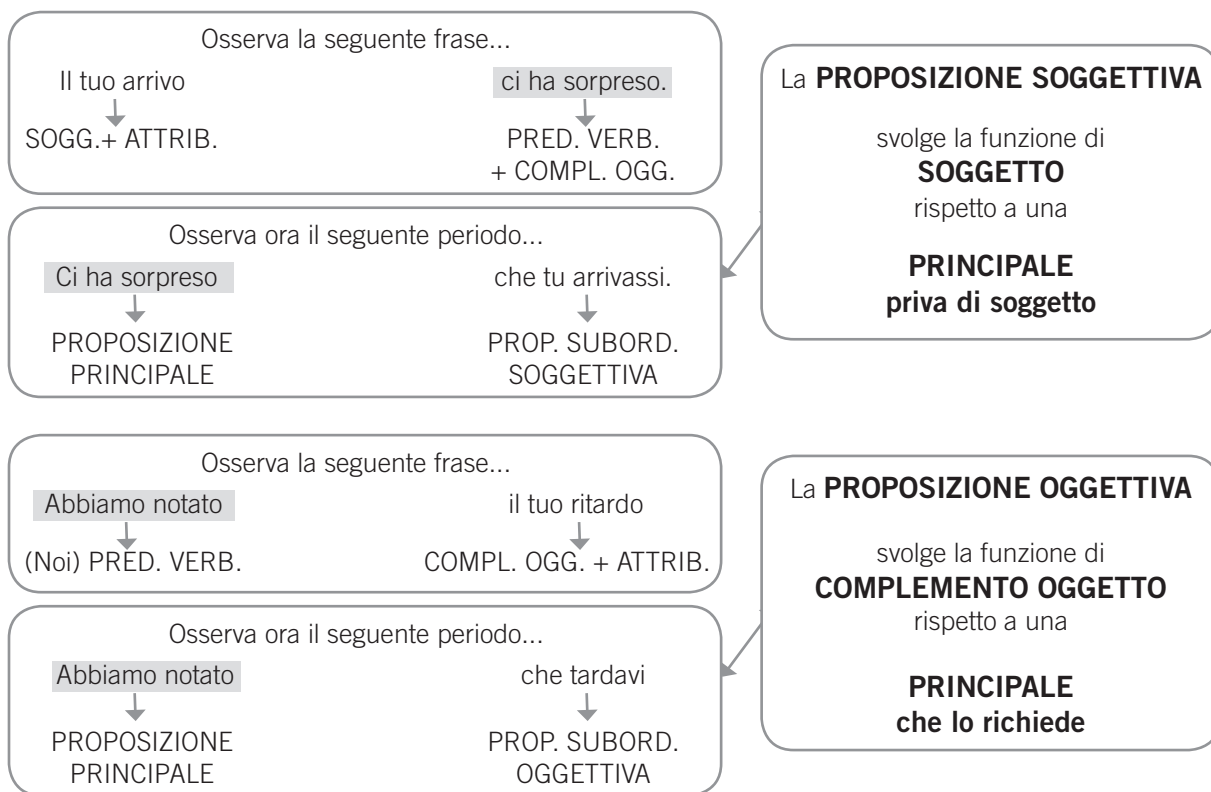 Osserva la seguente frase...
Il tuo arrivo
ci ha sorpreso.
SOGG.+ ATTRIB.
PRED. VERB.
+ COMPL. OGG.
Osserva ora il seguente periodo...
Ci ha sorpreso
che tu arrivassi.
PROPOSIZIONE
PRINCIPALE
PROP. SUBORD.
SOGGETTIVA
La PROPOSIZIONE SOGGETTIVA
svolge la funzione di
SOGGETTO
rispetto a una
PRINCIPALE
priva di soggetto
Osserva la seguente frase...
Abbiamo notato
il tuo ritardo
(Noi) PRED. VERB.
COMPL. OGG. + ATTRIB.
Osserva ora il seguente periodo...
Abbiamo notato
che tardavi
PROPOSIZIONE
PRINCIPALE
PROP. SUBORD.
OGGETTIVA
La PROPOSIZIONE OGGETTIVA
svolge la funzione di
COMPLEMENTO OGGETTO
rispetto a una
PRINCIPALE
che lo richiede